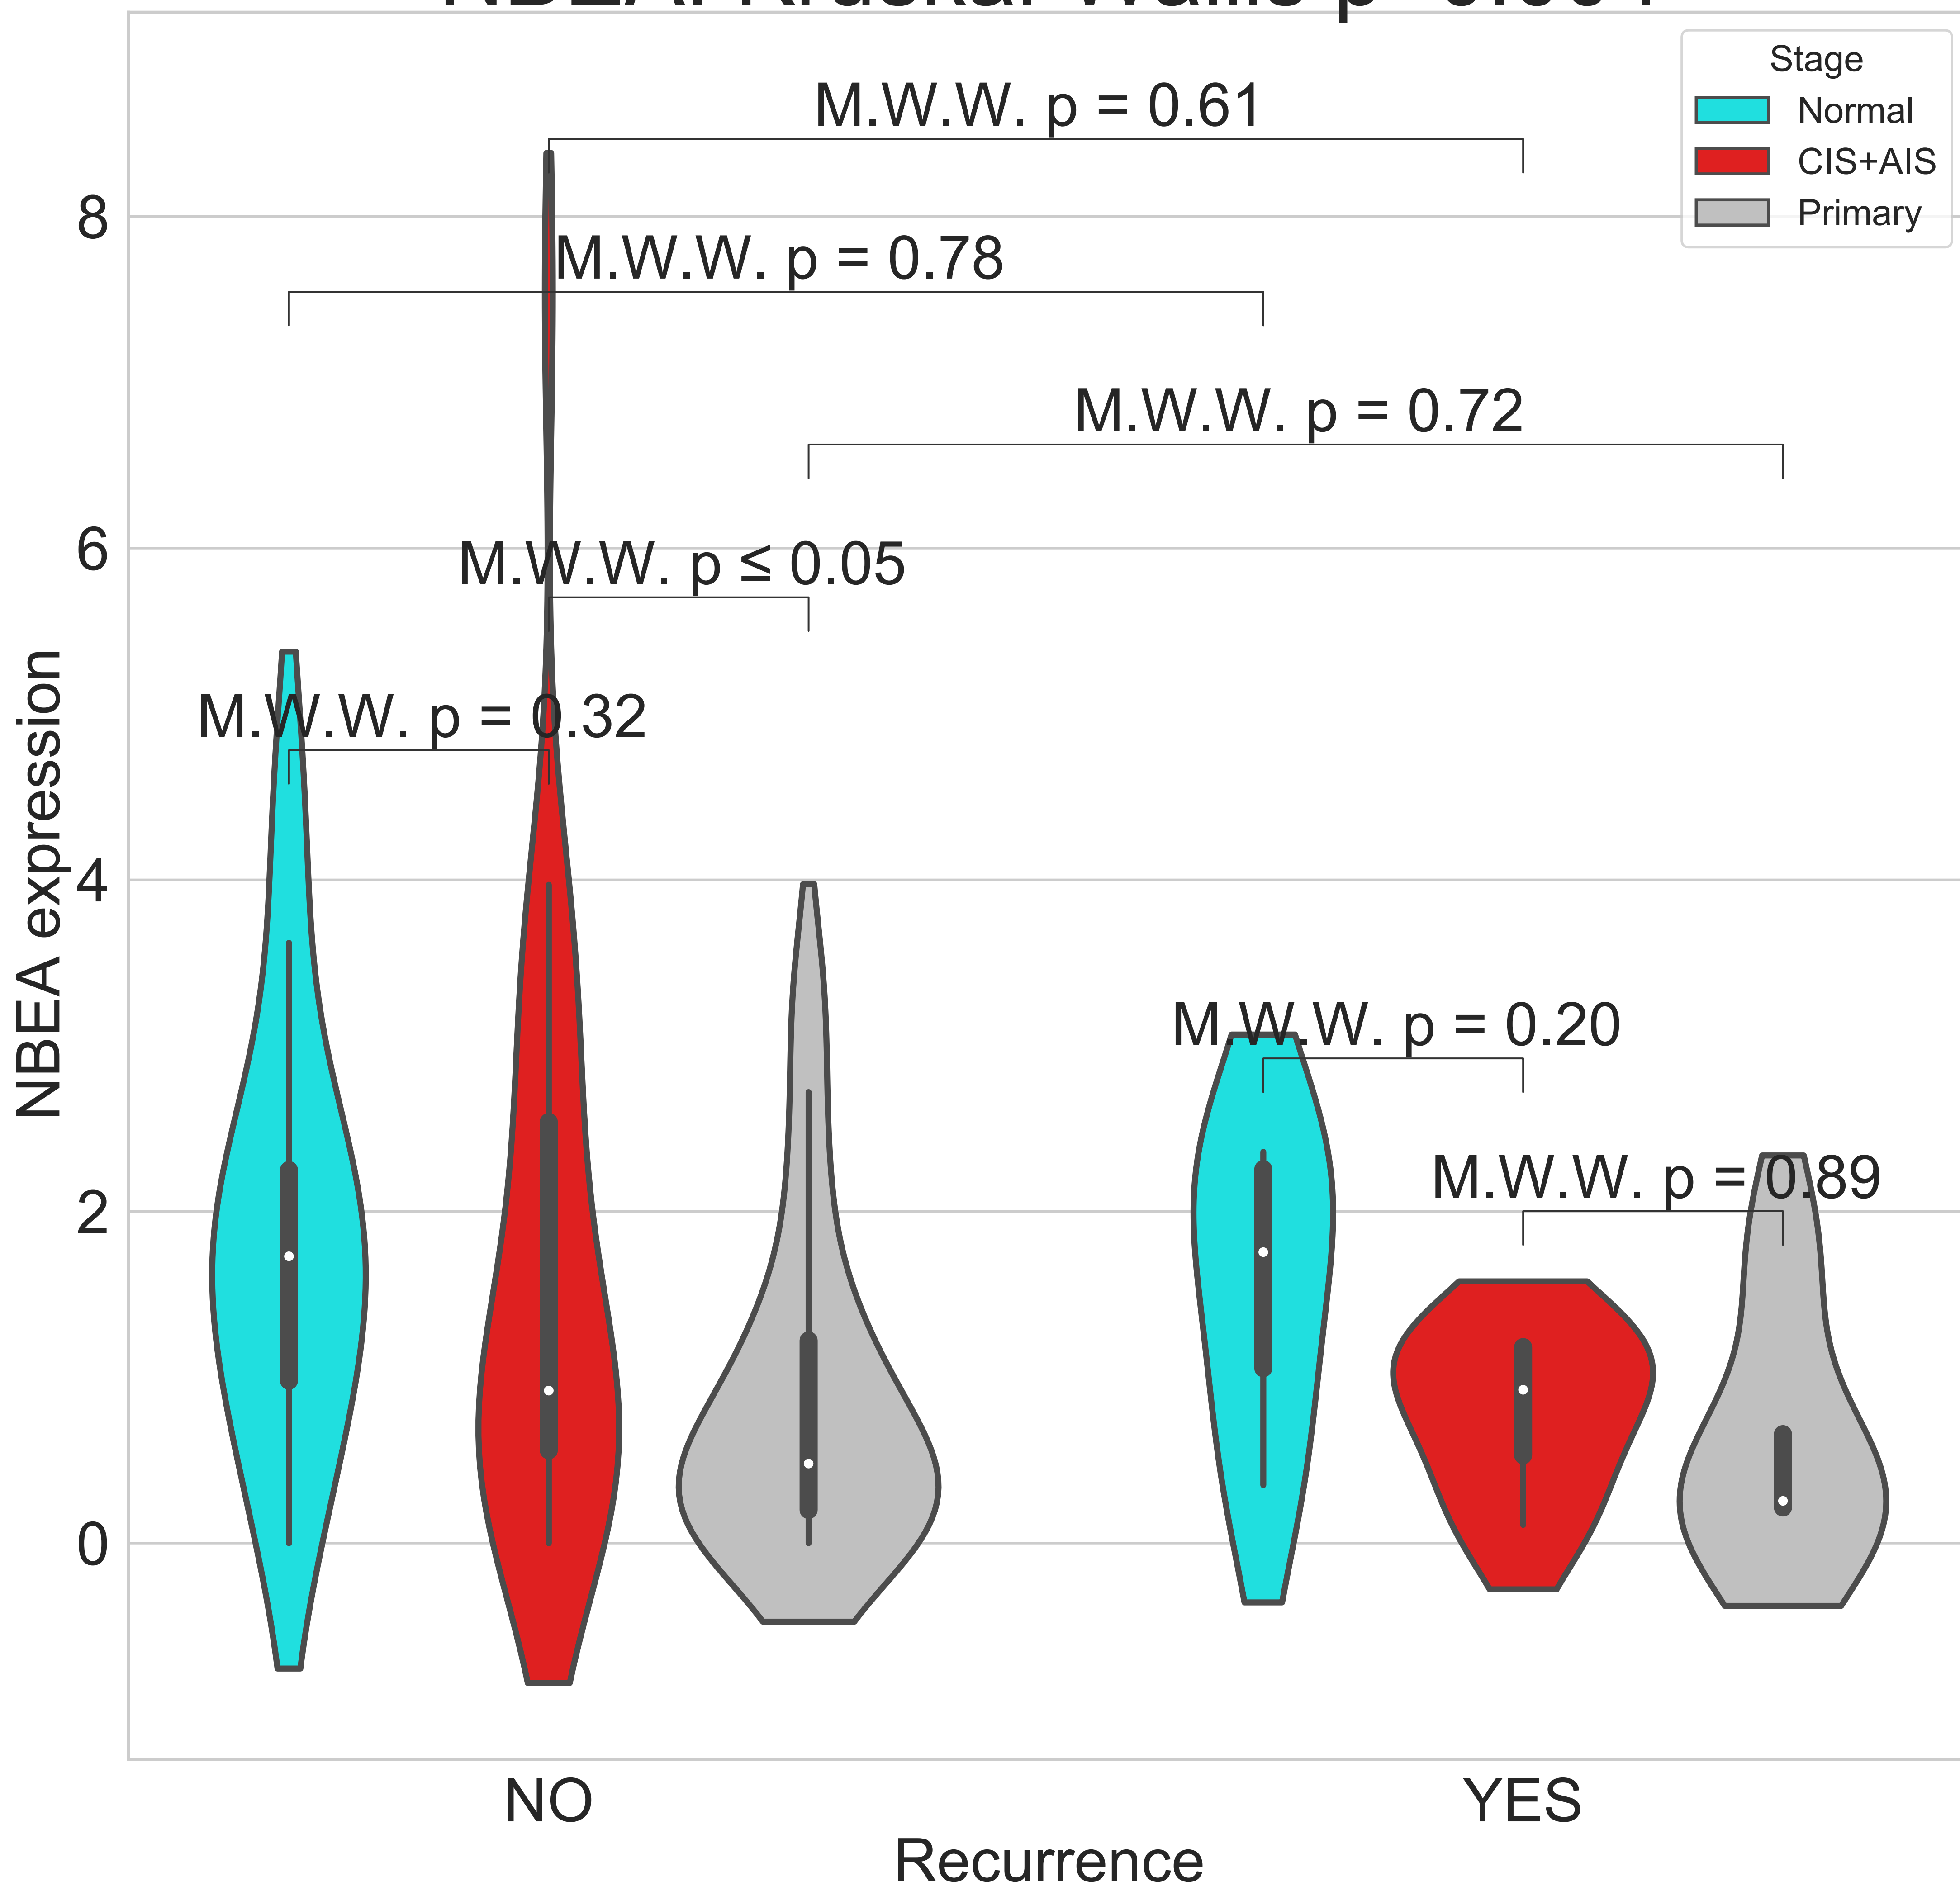 Stage
Normal
CIS+AIS
Primary
M.W.W. p = 0.61
M.W.W. p = 0.78
M.W.W. p = 0.72
M.W.W. p ≤ 0.05
M.W.W. p = 0.32
M.W.W. p = 0.20
M.W.W. p = 0.89
8
6
4
2
0
NBEA expression
NO
YES
Recurrence